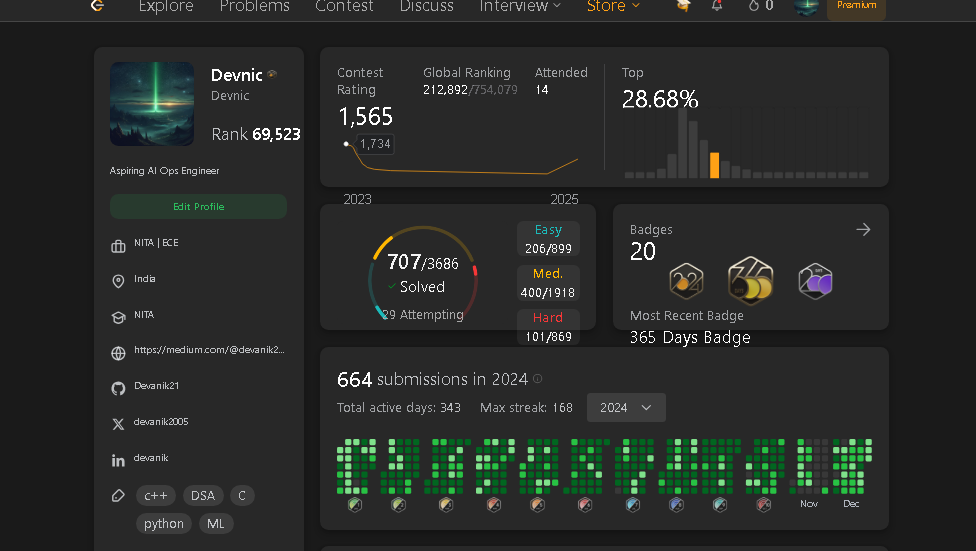 Explore Problems Contest Discuss Interview Store 0 Premium
Devnic
Devnic
Rank 69,523
Aspiring AI Ops Engineer
Edit Profile
NITA | ECE
India
NITA
https://medium.com/@devanik2...
Devanik21
devanik2005
devanik
c++ DSA C
python ML
Contest Rating
1,565
Global Ranking
212,892/754,079
Attended
14
1,734
2023 2025
Top
28.68%
707/3686
Solved
29 Attempting
Easy
206/899
Med.
400/1918
Hard
101/869
Badges
20
Most Recent Badge
365 Days Badge
664 submissions in 2024
Total active days: 343 Max streak: 168 2024
Nov Dec